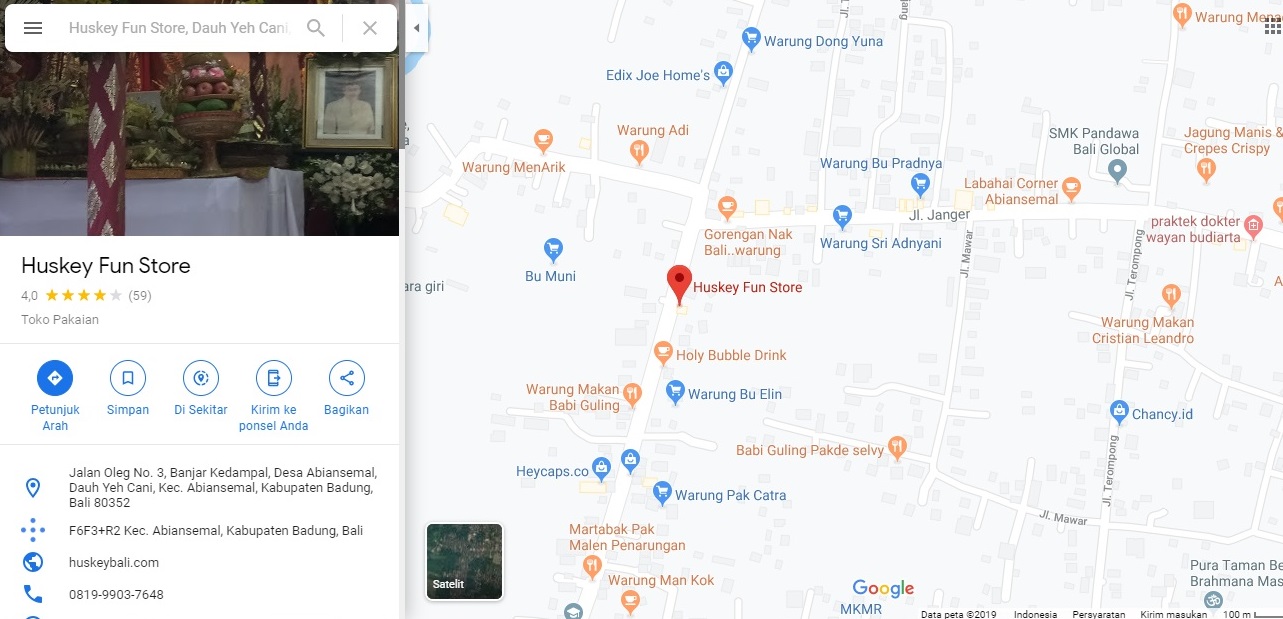 Huskey Fun Store, Dauh Yeh Cani,
Huskey Fun Store
4,0
(59)
Toko Pakaian
Petunjuk
Arah
Simpan
Di Sekitar
Kirim ke
ponsel Anda
Bagikan
Jalan Oleg No. 3, Banjar Kedampal, Desa Abiansemal,
Dauh Yeh Cani, Kec. Abiansemal, Kabupaten Badung,
Bali 80352
F6F3+R2 Kec. Abiansemal, Kabupaten Badung, Bali
huskeybali.com
0819-9903-7648
Warung Dong Yuna
Edix Joe Home's
Warung Adi
Warung MenArik
Warung Bu Pradnya
SMK Pandawa
Bali Global
Jagung Manis &
Crepes Crispy
Labahai Corner
Abiansemal
Jl. Janger
Gorengan Nak
Bali..warung
Warung Sri Adnyani
praktek dokter
wayan budiarta
Bu Muni
ara giri
Huskey Fun Store
Jl. Mawar
Jl. Terompong
Warung Makan
Cristian Leandro
Holy Bubble Drink
Warung Makan
Babi Guling
Warung Bu Elin
Chancy.id
Babi Guling Pakde selvy
Heycaps.co
Warung Pak Catra
Jl. Terompong
Jl. Mawar
Martabak Pak
Malen Penarungan
Warung Man Kok
Pura Taman Be
Brahmana Mas
Satelit
Google
MKMR
Data peta ©2019
Indonesia
Persyaratan
Kirim masukan
100 m